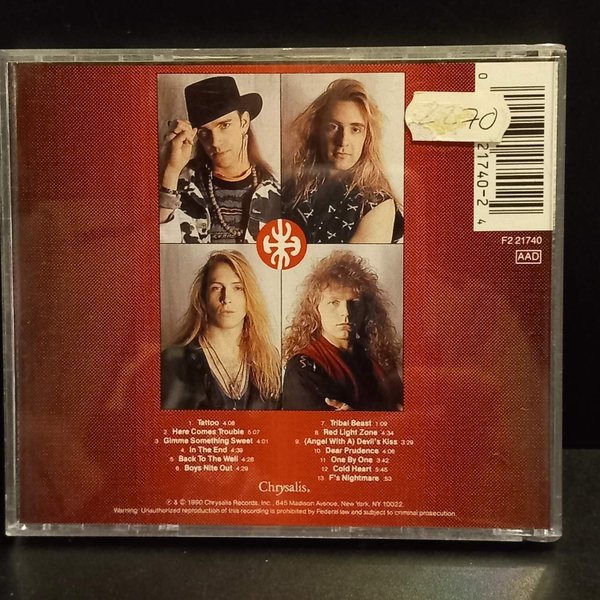 70
0
21740-2
4
F2 21740
AAD
1. Tattoo 4:08
2. Here Comes Trouble 5:07
3. Gimme Something Sweet 4:01
4. In The End 4:39
5. Back To The Wall 4:28
6. Boys Nite Out 4:29
7. Tribal Beast 1:09
8. Red Light Zone 4:34
9. (Angel With A) Devil's Kiss 3:29
10. Dear Prudence 4:06
11. One By One 3:42
12. Cold Heart 5:45
13. F's Nightmare :53
Chrysalis.
℗ & © 1990 Chrysalis Records, Inc., 645 Madison Avenue, New York, NY 10022.
Warning: Unauthorized reproduction of this recording is prohibited by Federal law and subject to criminal prosecution.